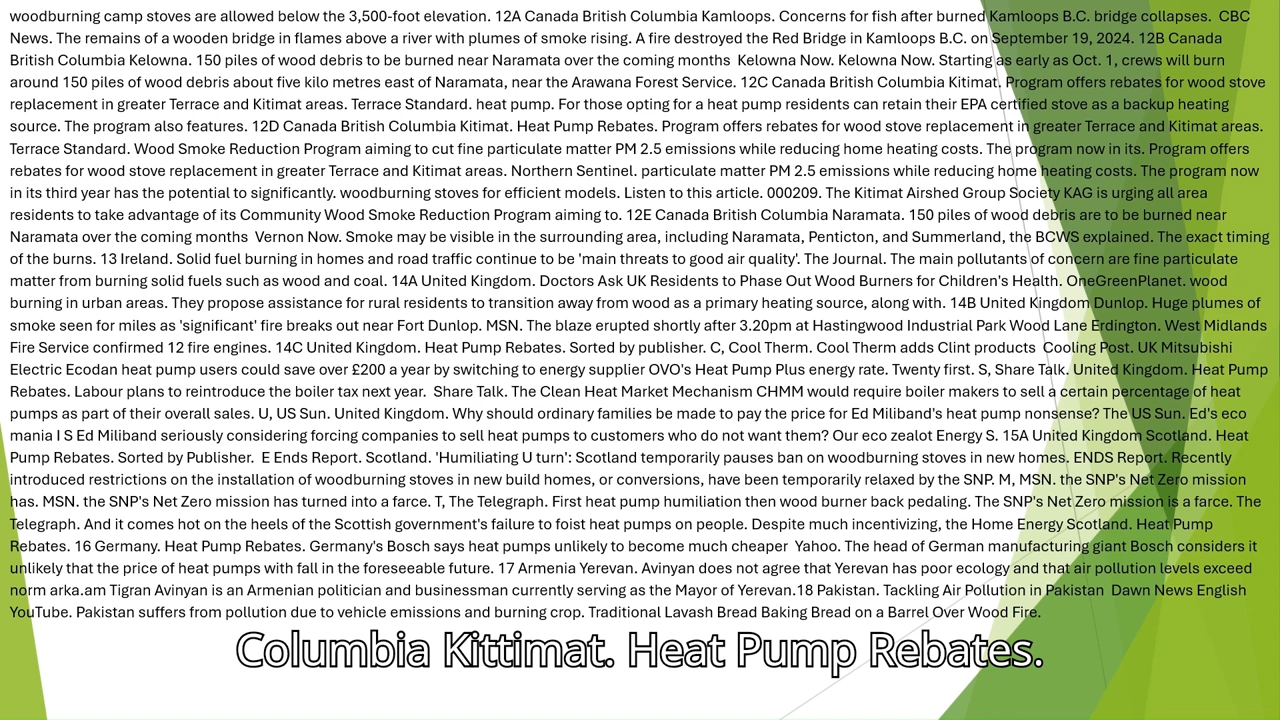 woodburning camp stoves are allowed below the 3,500-foot elevation. 12A Canada British Columbia Kamloops. Concerns for fish after burned Kamloops B.C. bridge collapses.  CBC
News. The remains of a wooden bridge in flames above a river with plumes of smoke rising. A fire destroyed the Red Bridge in Kamloops B.C. on September 19, 2024. 12B Canada
British Columbia Kelowna. 150 piles of wood debris to be burned near Naramata over the coming months  Kelowna Now. Kelowna Now. Starting as early as Oct. 1, crews will burn
around 150 piles of wood debris about five kilo metres east of Naramata, near the Arawana Forest Service. 12C Canada British Columbia Kitimat. Program offers rebates for wood stove
replacement in greater Terrace and Kitimat areas. Terrace Standard. heat pump. For those opting for a heat pump residents can retain their EPA certified stove as a backup heating
source. The program also features. 12D Canada British Columbia Kitimat. Heat Pump Rebates. Program offers rebates for wood stove replacement in greater Terrace and Kitimat areas.
Terrace Standard. Wood Smoke Reduction Program aiming to cut fine particulate matter PM 2.5 emissions while reducing home heating costs. The program now in its. Program offers
rebates for wood stove replacement in greater Terrace and Kitimat areas. Northern Sentinel. particulate matter PM 2.5 emissions while reducing home heating costs. The program now
in its third year has the potential to significantly. woodburning stoves for efficient models. Listen to this article. 000209. The Kitimat Airshed Group Society KAG is urging all area
residents to take advantage of its Community Wood Smoke Reduction Program aiming to. 12E Canada British Columbia Naramata. 150 piles of wood debris are to be burned near
Naramata over the coming months  Vernon Now. Smoke may be visible in the surrounding area, including Naramata, Penticton, and Summerland, the BCWS explained. The exact timing
of the burns. 13 Ireland. Solid fuel burning in homes and road traffic continue to be 'main threats to good air quality'. The Journal. The main pollutants of concern are fine particulate
matter from burning solid fuels such as wood and coal. 14A United Kingdom. Doctors Ask UK Residents to Phase Out Wood Burners for Children's Health. OneGreenPlanet. wood
burning in urban areas. They propose assistance for rural residents to transition away from wood as a primary heating source, along with. 14B United Kingdom Dunlop. Huge plumes of
smoke seen for miles as 'significant' fire breaks out near Fort Dunlop. MSN. The blaze erupted shortly after 3.20pm at Hastingwood Industrial Park Wood Lane Erdington. West Midlands
Fire Service confirmed 12 fire engines. 14C United Kingdom. Heat Pump Rebates. Sorted by publisher. C, Cool Therm. Cool Therm adds Clint products  Cooling Post. UK Mitsubishi
Electric Ecodan heat pump users could save over £200 a year by switching to energy supplier OVO's Heat Pump Plus energy rate. Twenty first. S, Share Talk. United Kingdom. Heat Pump
Rebates. Labour plans to reintroduce the boiler tax next year.  Share Talk. The Clean Heat Market Mechanism CHMM would require boiler makers to sell a certain percentage of heat
pumps as part of their overall sales. U, US Sun. United Kingdom. Why should ordinary families be made to pay the price for Ed Miliband's heat pump nonsense? The US Sun. Ed's eco
mania I S Ed Miliband seriously considering forcing companies to sell heat pumps to customers who do not want them? Our eco zealot Energy S. 15A United Kingdom Scotland. Heat
Pump Rebates. Sorted by Publisher.  E Ends Report. Scotland. 'Humiliating U turn': Scotland temporarily pauses ban on woodburning stoves in new homes. ENDS Report. Recently
introduced restrictions on the installation of woodburning stoves in new build homes, or conversions, have been temporarily relaxed by the SNP. M, MSN. the SNP's Net Zero mission
has. MSN. the SNP's Net Zero mission has turned into a farce. T, The Telegraph. First heat pump humiliation then wood burner back pedaling. The SNP's Net Zero mission is a farce. The
Telegraph. And it comes hot on the heels of the Scottish government's failure to foist heat pumps on people. Despite much incentivizing, the Home Energy Scotland. Heat Pump
Rebates. 16 Germany. Heat Pump Rebates. Germany's Bosch says heat pumps unlikely to become much cheaper  Yahoo. The head of German manufacturing giant Bosch considers it
unlikely that the price of heat pumps with fall in the foreseeable future. 17 Armenia Yerevan. Avinyan does not agree that Yerevan has poor ecology and that air pollution levels exceed
norm arka.am Tigran Avinyan is an Armenian politician and businessman currently serving as the Mayor of Yerevan.18 Pakistan. Tackling Air Pollution in Pakistan  Dawn News English
YouTube. Pakistan suffers from pollution due to vehicle emissions and burning crop. Traditional Lavash Bread Baking Bread on a Barrel Over Wood Fire.
Columbia Kittimat. Heat Pump Rebates.